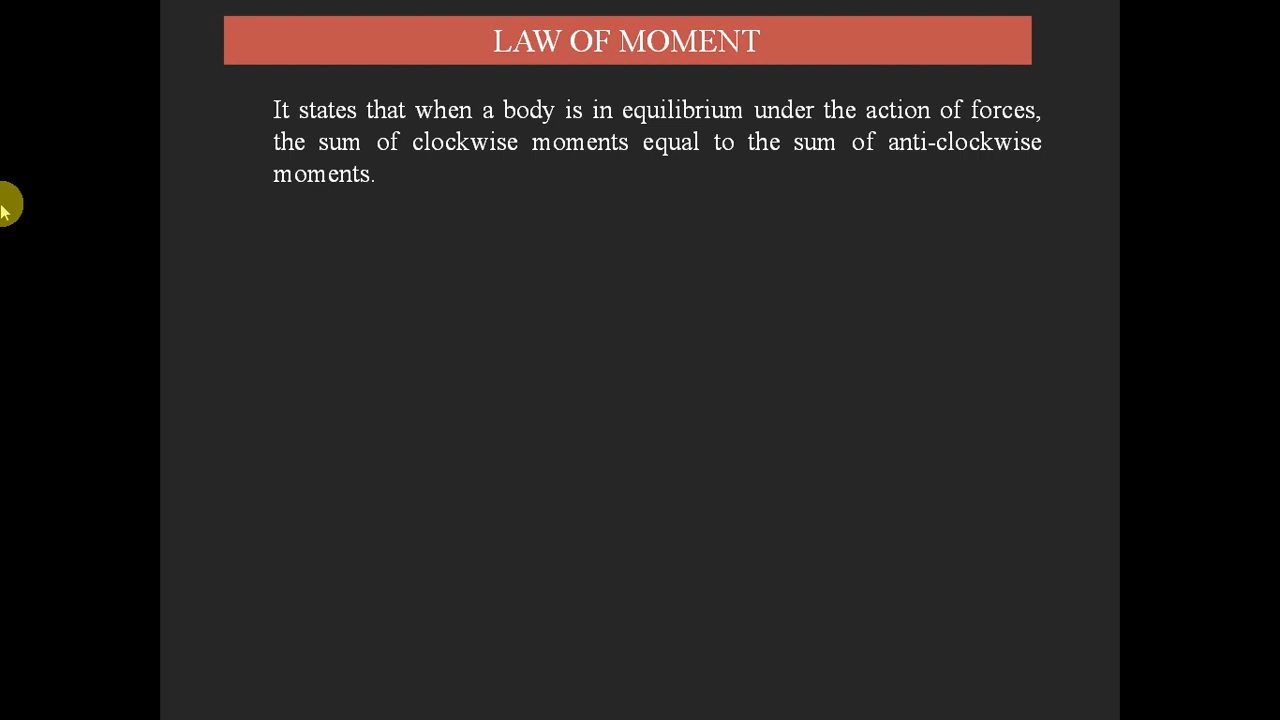 LAW OF MOMENT
It states that when a body is in equilibrium under the action of forces,
the sum of clockwise moments equal to the sum of anti-clockwise
moments.